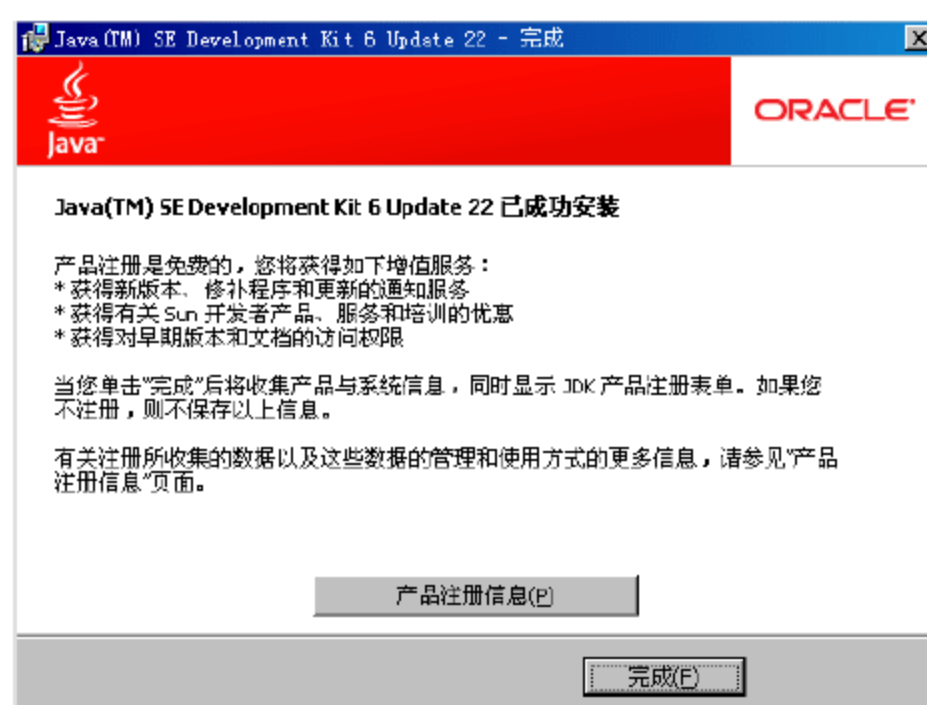 Java(TM) SE Development Kit 6 Update 22 - 完成
Java™
ORACLE®
Java(TM) SE Development Kit 6 Update 22 已成功安装
产品注册是免费的，您将获得如下增值服务：
* 获得新版本、修补程序和更新的通知服务
* 获得有关 Sun 开发者产品、服务和培训的优惠
* 获得对早期版本和文档的访问权限
当您单击“完成”后将收集产品与系统信息，同时显示 JDK 产品注册表单。如果您
不注册，则不保存以上信息。
有关注册所收集的数据以及这些数据的管理和使用方式的更多信息，请参见“产品
注册信息”页面。
产品注册信息(P)
完成(F)